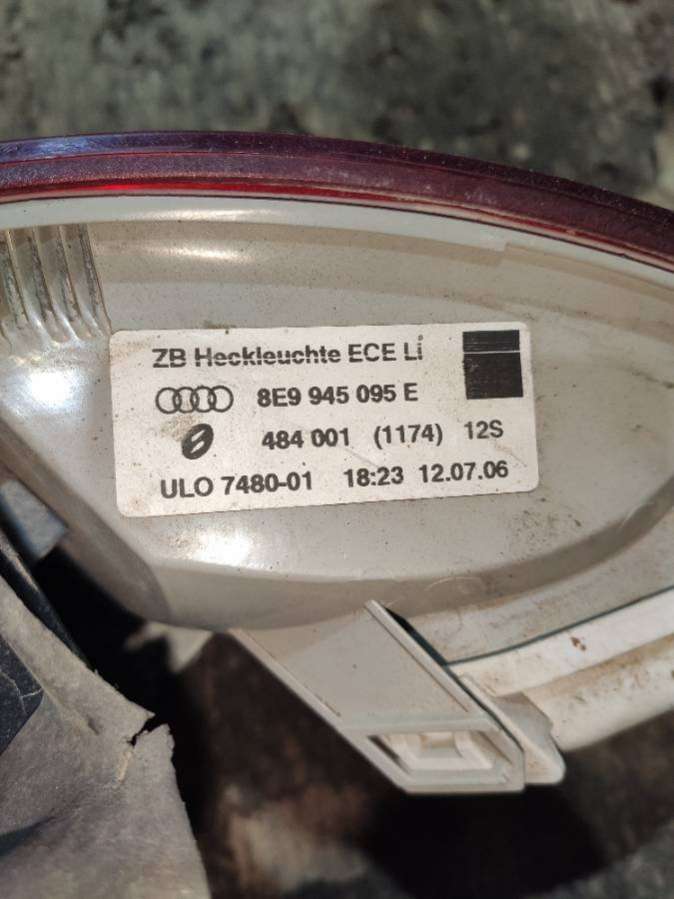 ZB Heckleuchte ECE Li
8E9 945 095 E
484 001 (1174) 12S
ULO 7480-01 18:23 12.07.06